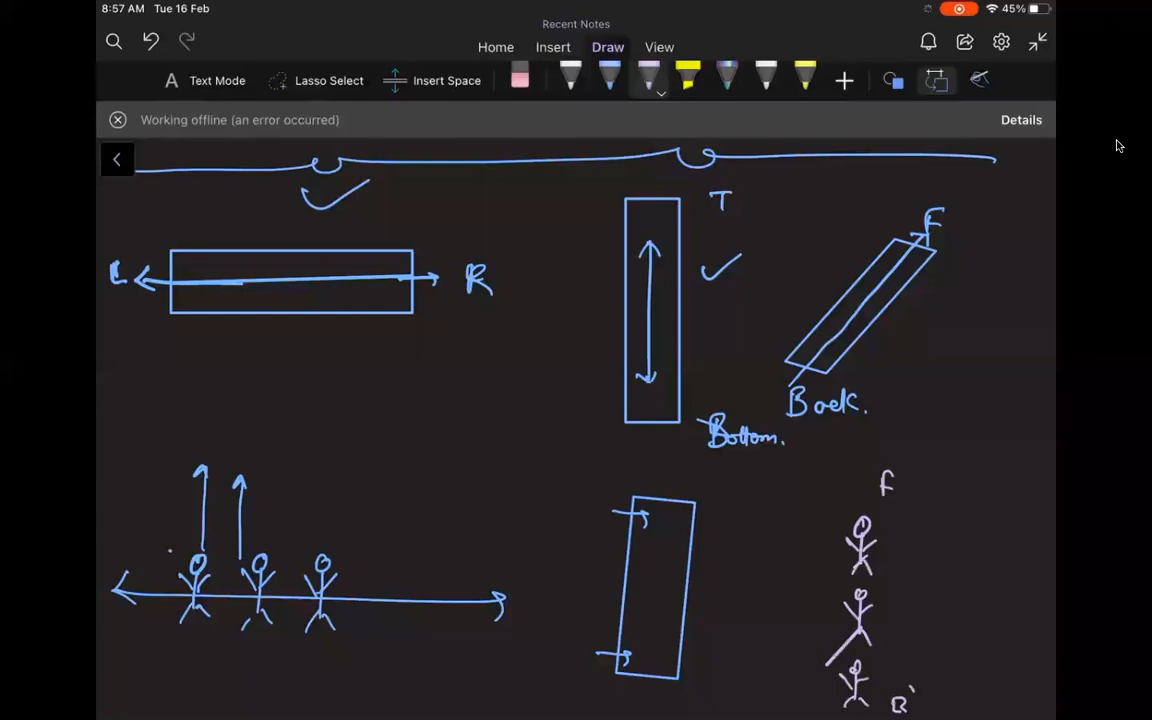 8:57 AM Tue 16 Feb
45%
Recent Notes
Home Insert Draw View
A Text Mode Lasso Select Insert Space
Working offline (an error occurred) Details
T
F
L R
Back.
Bottom.
F
B